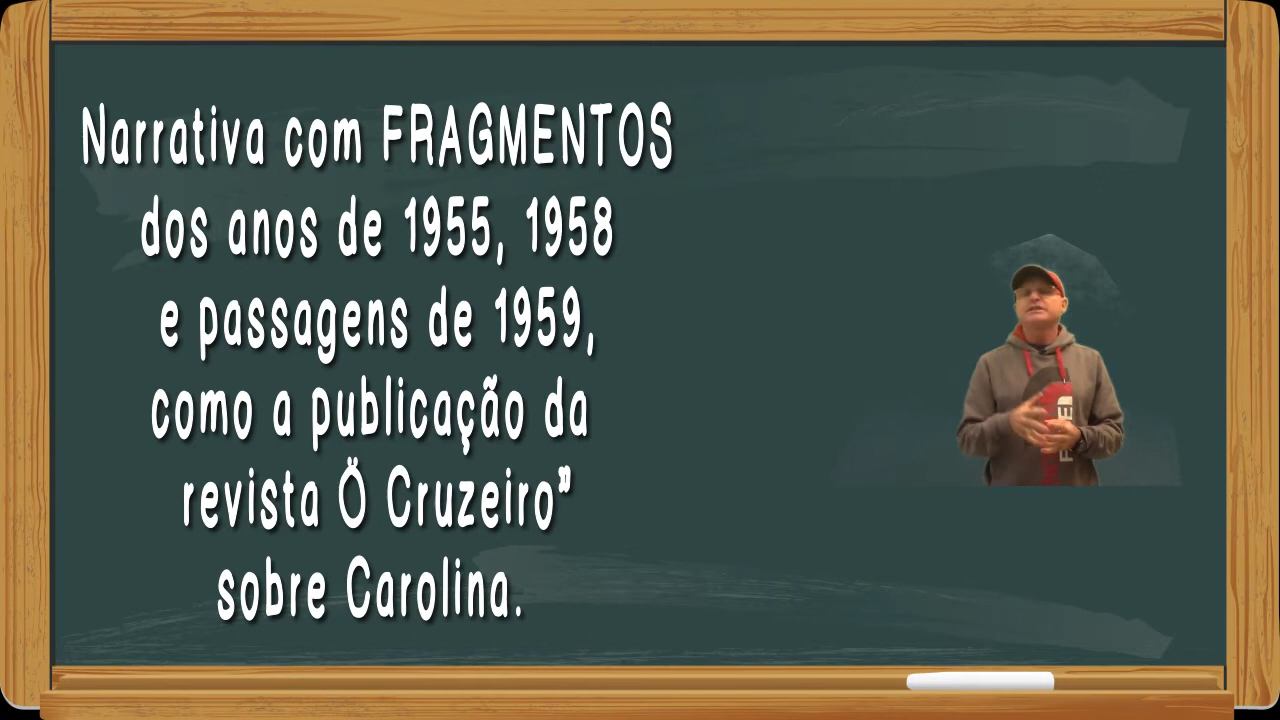 Narrativa com FRAGMENTOS
dos anos de 1955, 1958
e passagens de 1959,
como a publicação da
revista Ö Cruzeiro”
sobre Carolina.